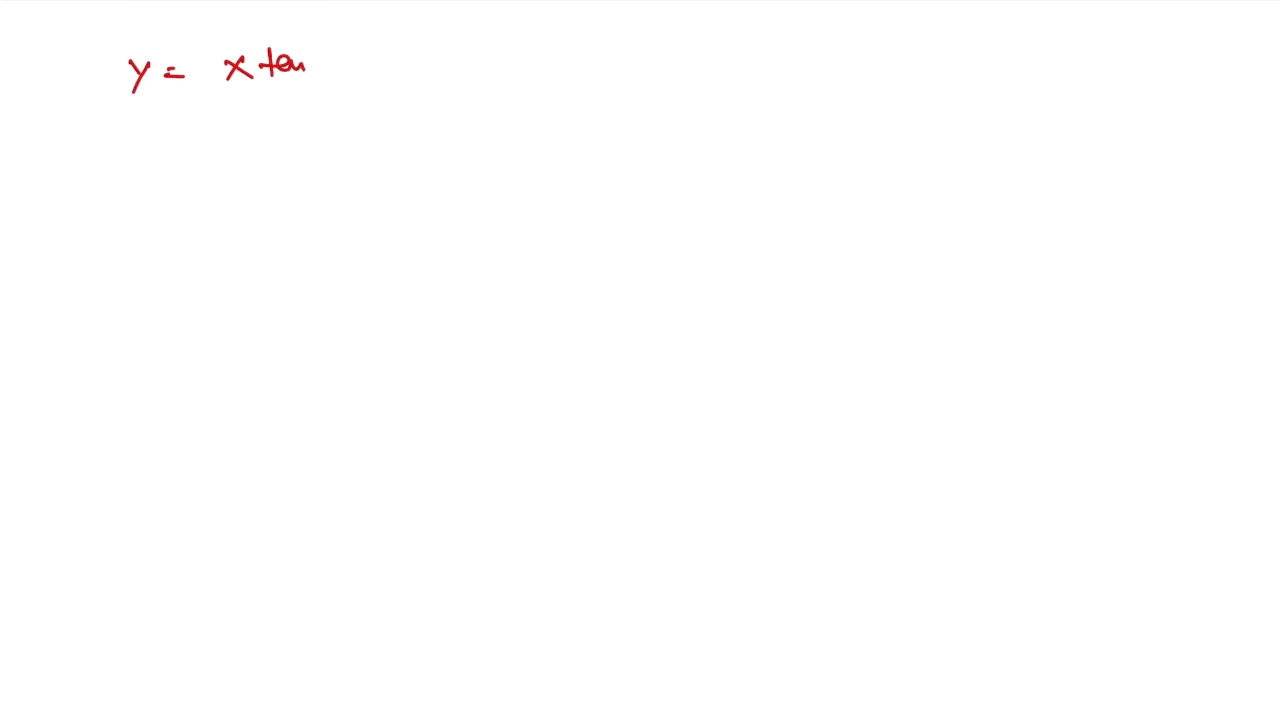 y = x tan